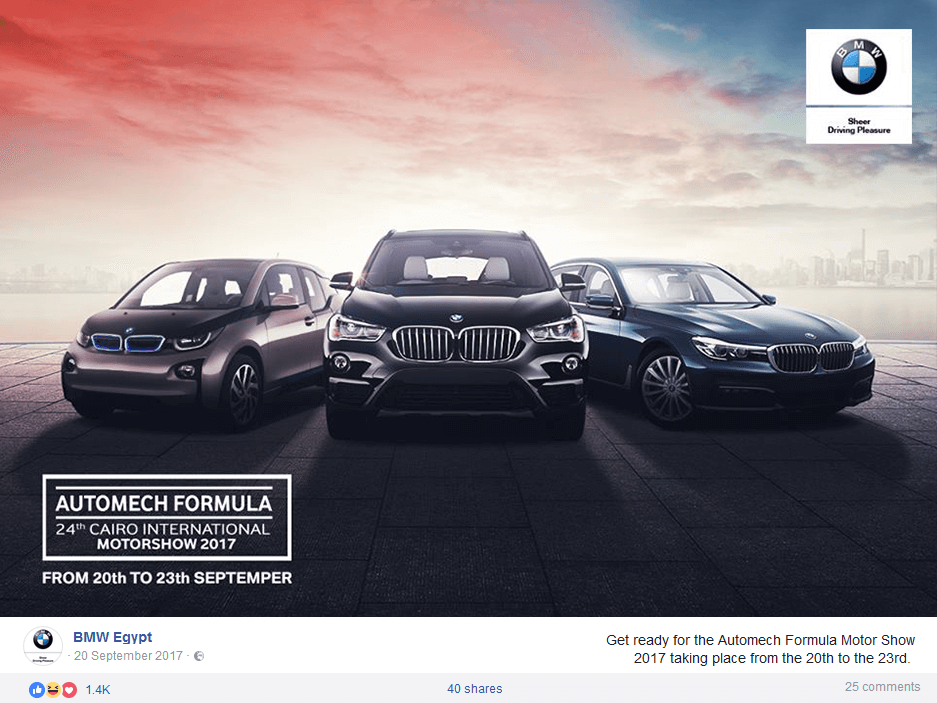 BMW
Sheer
Driving Pleasure
AUTOMECH FORMULA
24th CAIRO INTERNATIONAL
MOTORSHOW 2017
FROM 20th TO 23th SEPTEMPER
BMW Egypt
· 20 September 2017 ·
Get ready for the Automech Formula Motor Show
2017 taking place from the 20th to the 23rd.
1.4K
40 shares
25 comments